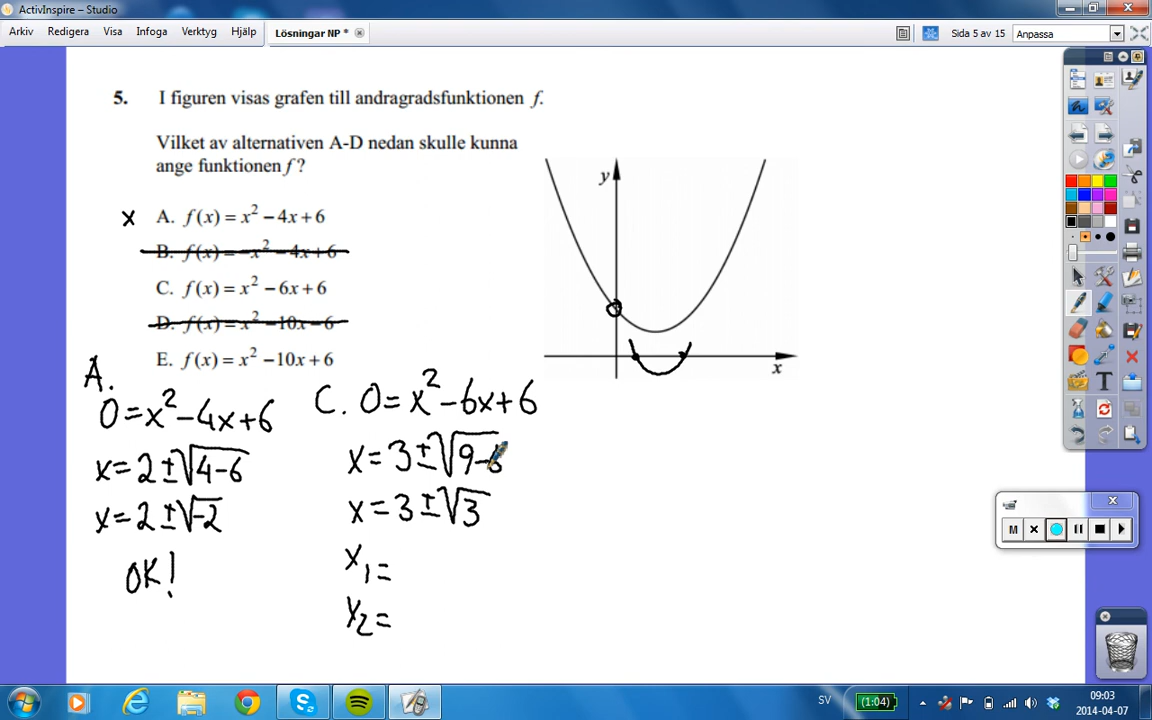 ActivInspire – Studio
Arkiv Redigera Visa Infoga Verktyg Hjälp Lösningar NP * Sida 5 av 15 Anpassa
5. I figuren visas grafen till andragradsfunktionen f.
Vilket av alternativen A-D nedan skulle kunna
ange funktionen f ?
x A. f(x) = x² – 4x + 6
B. f(x) = –x² – 4x + 6
C. f(x) = x² – 6x + 6
D. f(x) = x² – 10x – 6
E. f(x) = x² – 10x + 6
y
x
A.
0=x²-4x+6
x=2±√4-6
x=2±√-2
OK!
C. 0=x²-6x+6
x=3±√9-6
x=3±√3
x₁=
x₂=
M
SV (1:04) 09:03
2014-04-07